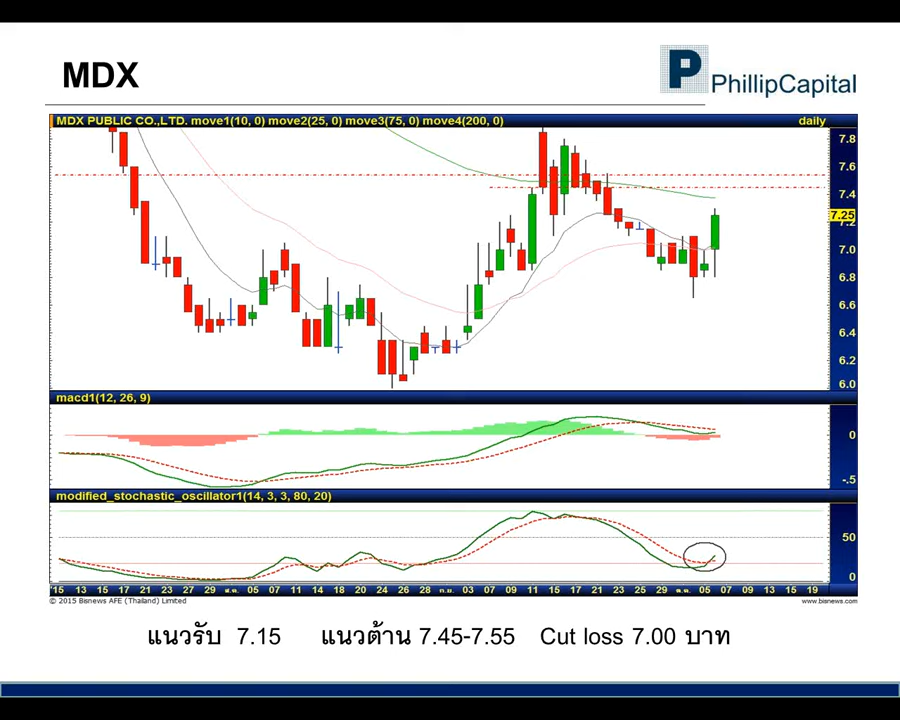 MDX
PhillipCapital
MDX PUBLIC CO.,LTD. move1(10, 0) move2(25, 0) move3(75, 0) move4(200, 0) daily
7.8
7.6
7.4
7.25
7.2
7.0
6.8
6.6
6.4
6.2
6.0
macd1(12, 26, 9)
0
-.5
modified_stochastic_oscillator1(14, 3, 3, 80, 20)
50
0
'15 13 15 17 21 23 27 29 ส.ค. 05 07 11 14 18 20 24 26 28 ก.ย. 03 07 09 11 15 17 21 23 25 29 พ.ย. 05 07 09 13 15 19
© 2015 Bisnews AFE (Thailand) Limited www.bisnews.com
แนวรับ 7.15 แนวต้าน 7.45-7.55 Cut loss 7.00 บาท